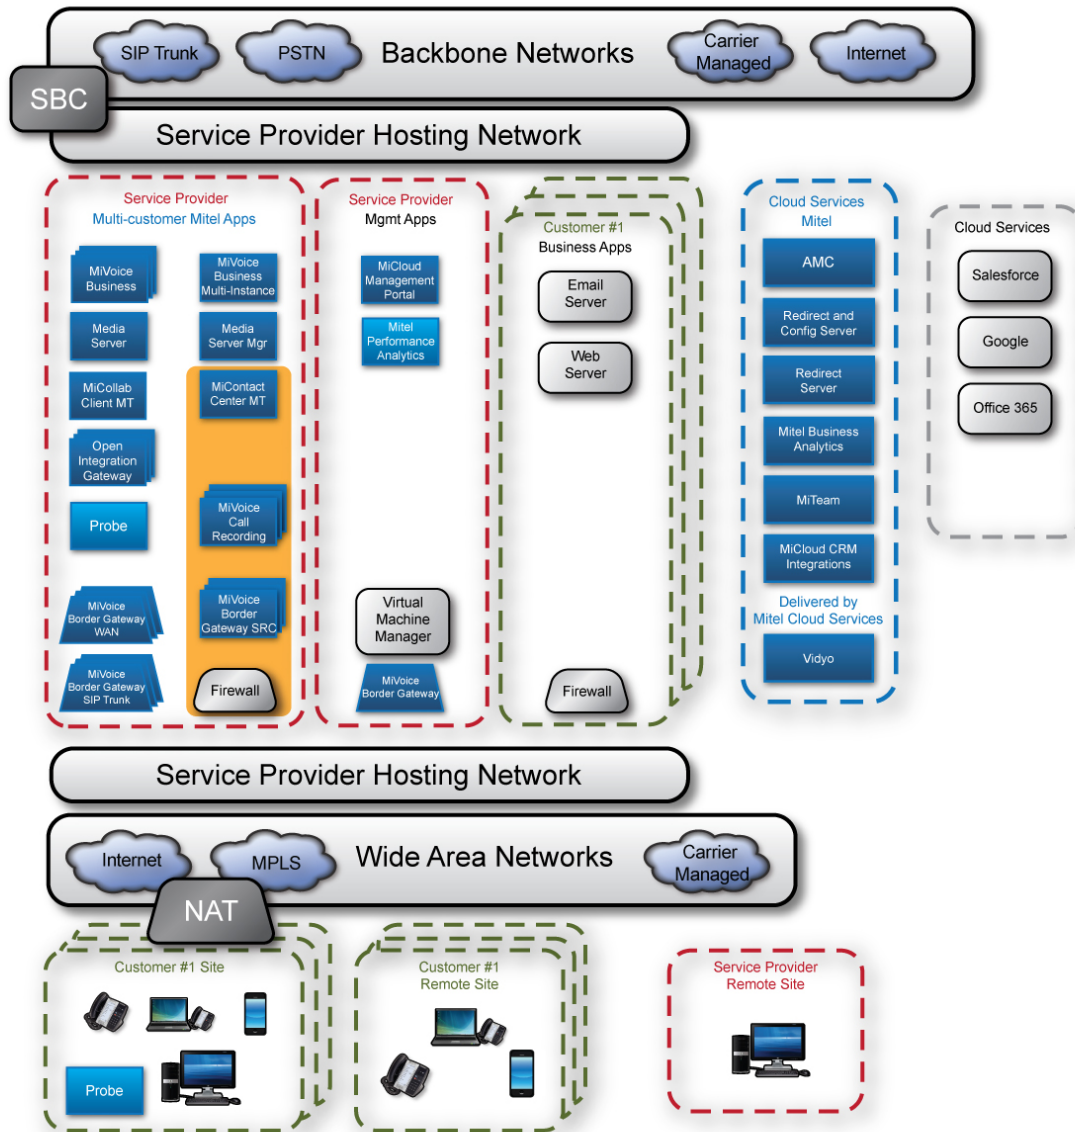 SIP Trunk
PSTN
Backbone Networks
Carrier
Managed
Internet
SBC
Service Provider Hosting Network
Service Provider
Multi-customer Mitel Apps
MiVoice
Business
MiVoice
Business
Multi-Instance
Media
Server
Media
Server Mgr
MiCollab
Client MT
MiContact
Center MT
Open
Integration
Gateway
Probe
MiVoice
Call
Recording
MiVoice
Border Gateway
WAN
MiVoice
Border
Gateway SRC
MiVoice
Border Gateway
SIP Trunk
Firewall
Service Provider
Mgmt Apps
MiCloud
Management
Portal
Mitel
Performance
Analytics
Virtual
Machine
Manager
MiVoice
Border Gateway
Customer #1
Business Apps
Email
Server
Web
Server
Firewall
Cloud Services
Mitel
AMC
Redirect and
Config Server
Redirect
Server
Mitel Business
Analytics
MiTeam
MiCloud CRM
Integrations
Delivered by
Mitel Cloud Services
Vidyo
Cloud Services
Salesforce
Google
Office 365
Service Provider Hosting Network
Internet
MPLS
Wide Area Networks
Carrier
Managed
NAT
Customer #1 Site
Probe
Customer #1
Remote Site
Service Provider
Remote Site